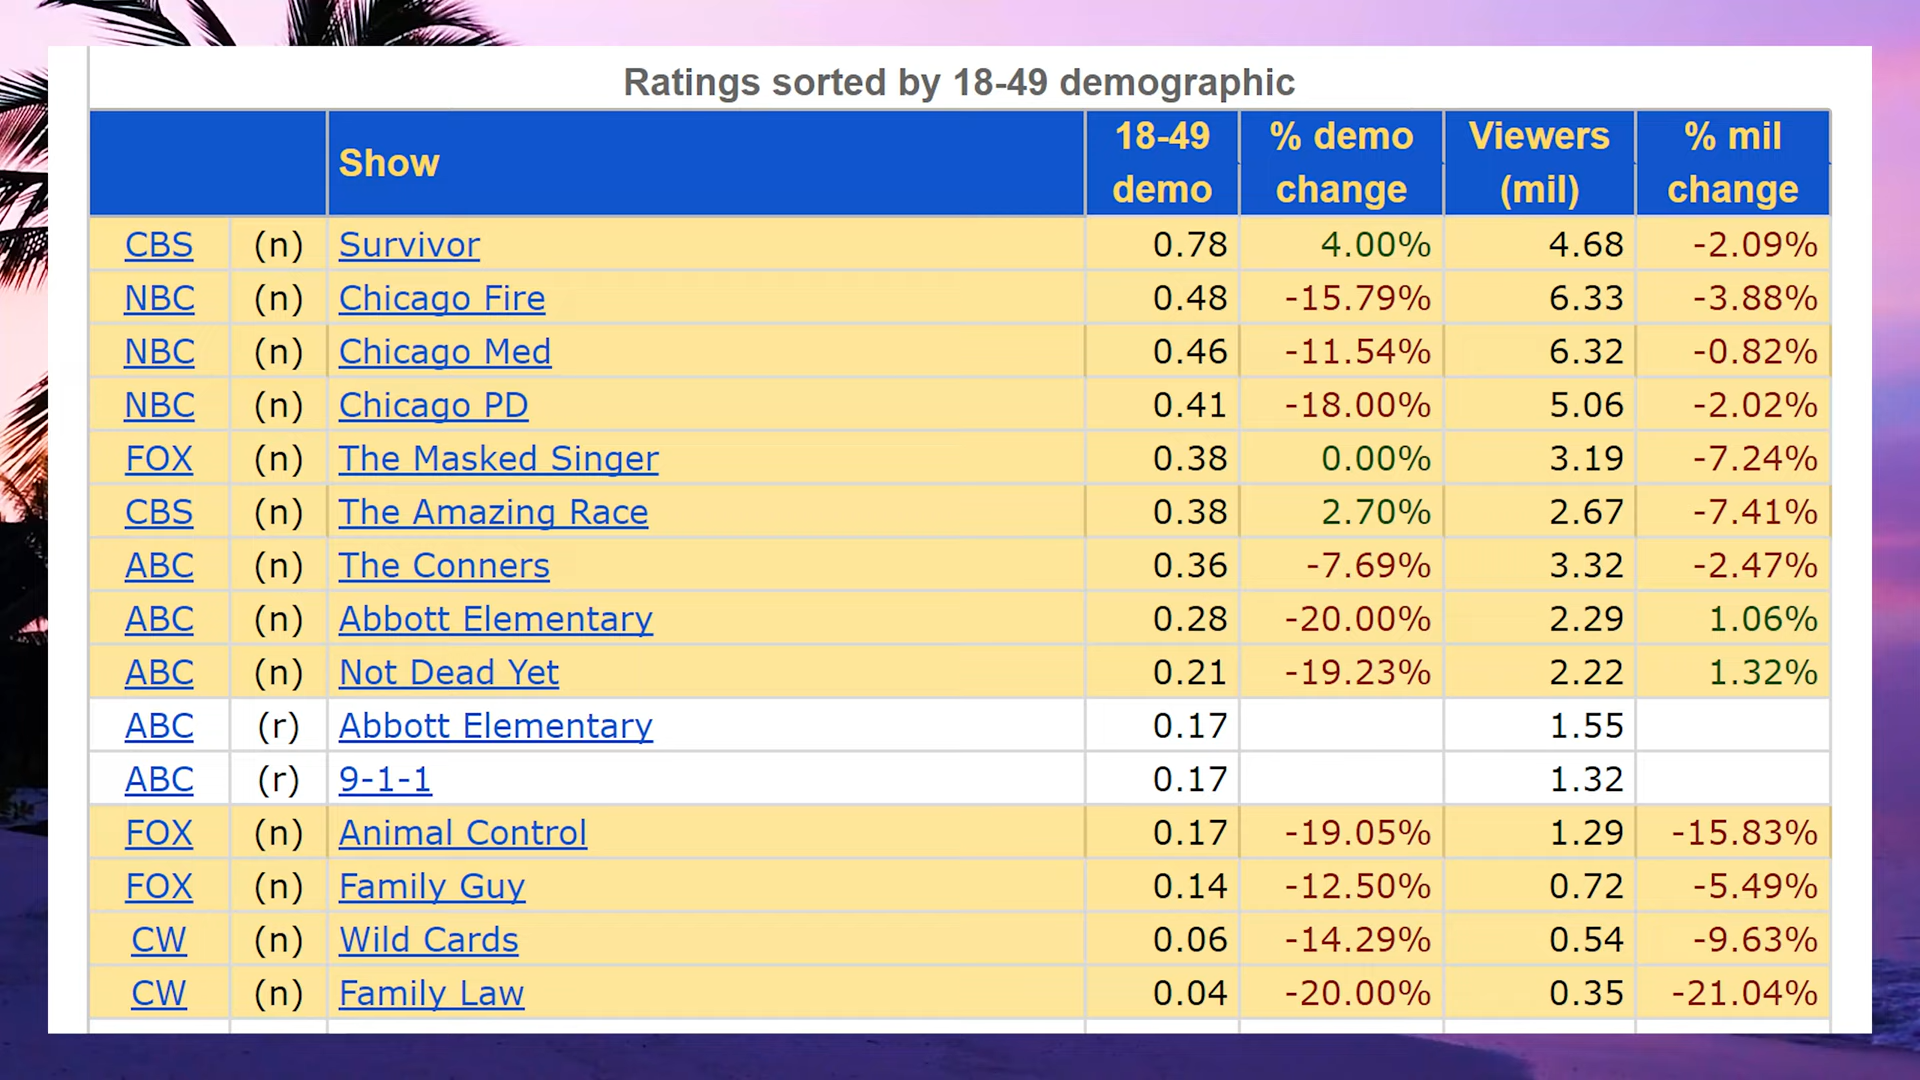 Ratings sorted by 18-49 demographic
Show 18-49 demo % demo change Viewers (mil) % mil change
CBS (n) Survivor 0.78 4.00% 4.68 -2.09%
NBC (n) Chicago Fire 0.48 -15.79% 6.33 -3.88%
NBC (n) Chicago Med 0.46 -11.54% 6.32 -0.82%
NBC (n) Chicago PD 0.41 -18.00% 5.06 -2.02%
FOX (n) The Masked Singer 0.38 0.00% 3.19 -7.24%
CBS (n) The Amazing Race 0.38 2.70% 2.67 -7.41%
ABC (n) The Conners 0.36 -7.69% 3.32 -2.47%
ABC (n) Abbott Elementary 0.28 -20.00% 2.29 1.06%
ABC (n) Not Dead Yet 0.21 -19.23% 2.22 1.32%
ABC (r) Abbott Elementary 0.17 1.55
ABC (r) 9-1-1 0.17 1.32
FOX (n) Animal Control 0.17 -19.05% 1.29 -15.83%
FOX (n) Family Guy 0.14 -12.50% 0.72 -5.49%
CW (n) Wild Cards 0.06 -14.29% 0.54 -9.63%
CW (n) Family Law 0.04 -20.00% 0.35 -21.04%